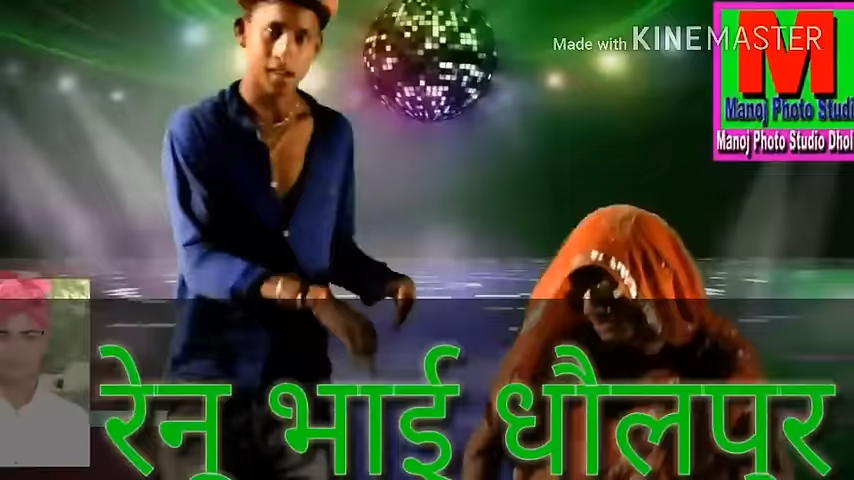 Made with KINEMASTER
M
Manoj Photo Studi
Manoj Photo Studio Dhol
रेनू भाई धौलपुर